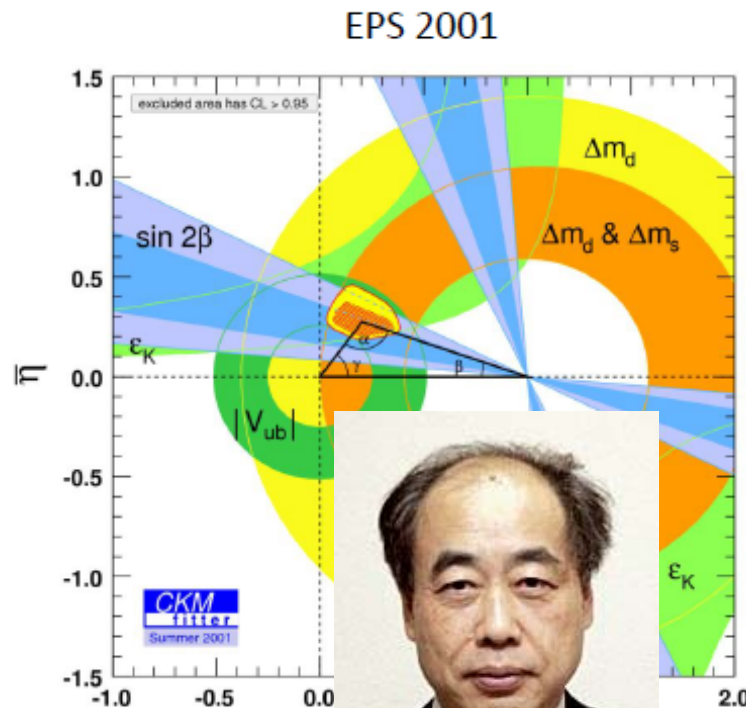 EPS 2001
1.5
excluded area has CL > 0.95
Δm_d
1.0
sin 2β
Δm_d & Δm_s
0.5
ε_K
α
η̄
γ
β
0.0
|V_ub|
-0.5
ε_K
-1.0
CKM
fitter
Summer 2001
-1.5
-1.0
-0.5
0.0
2.0